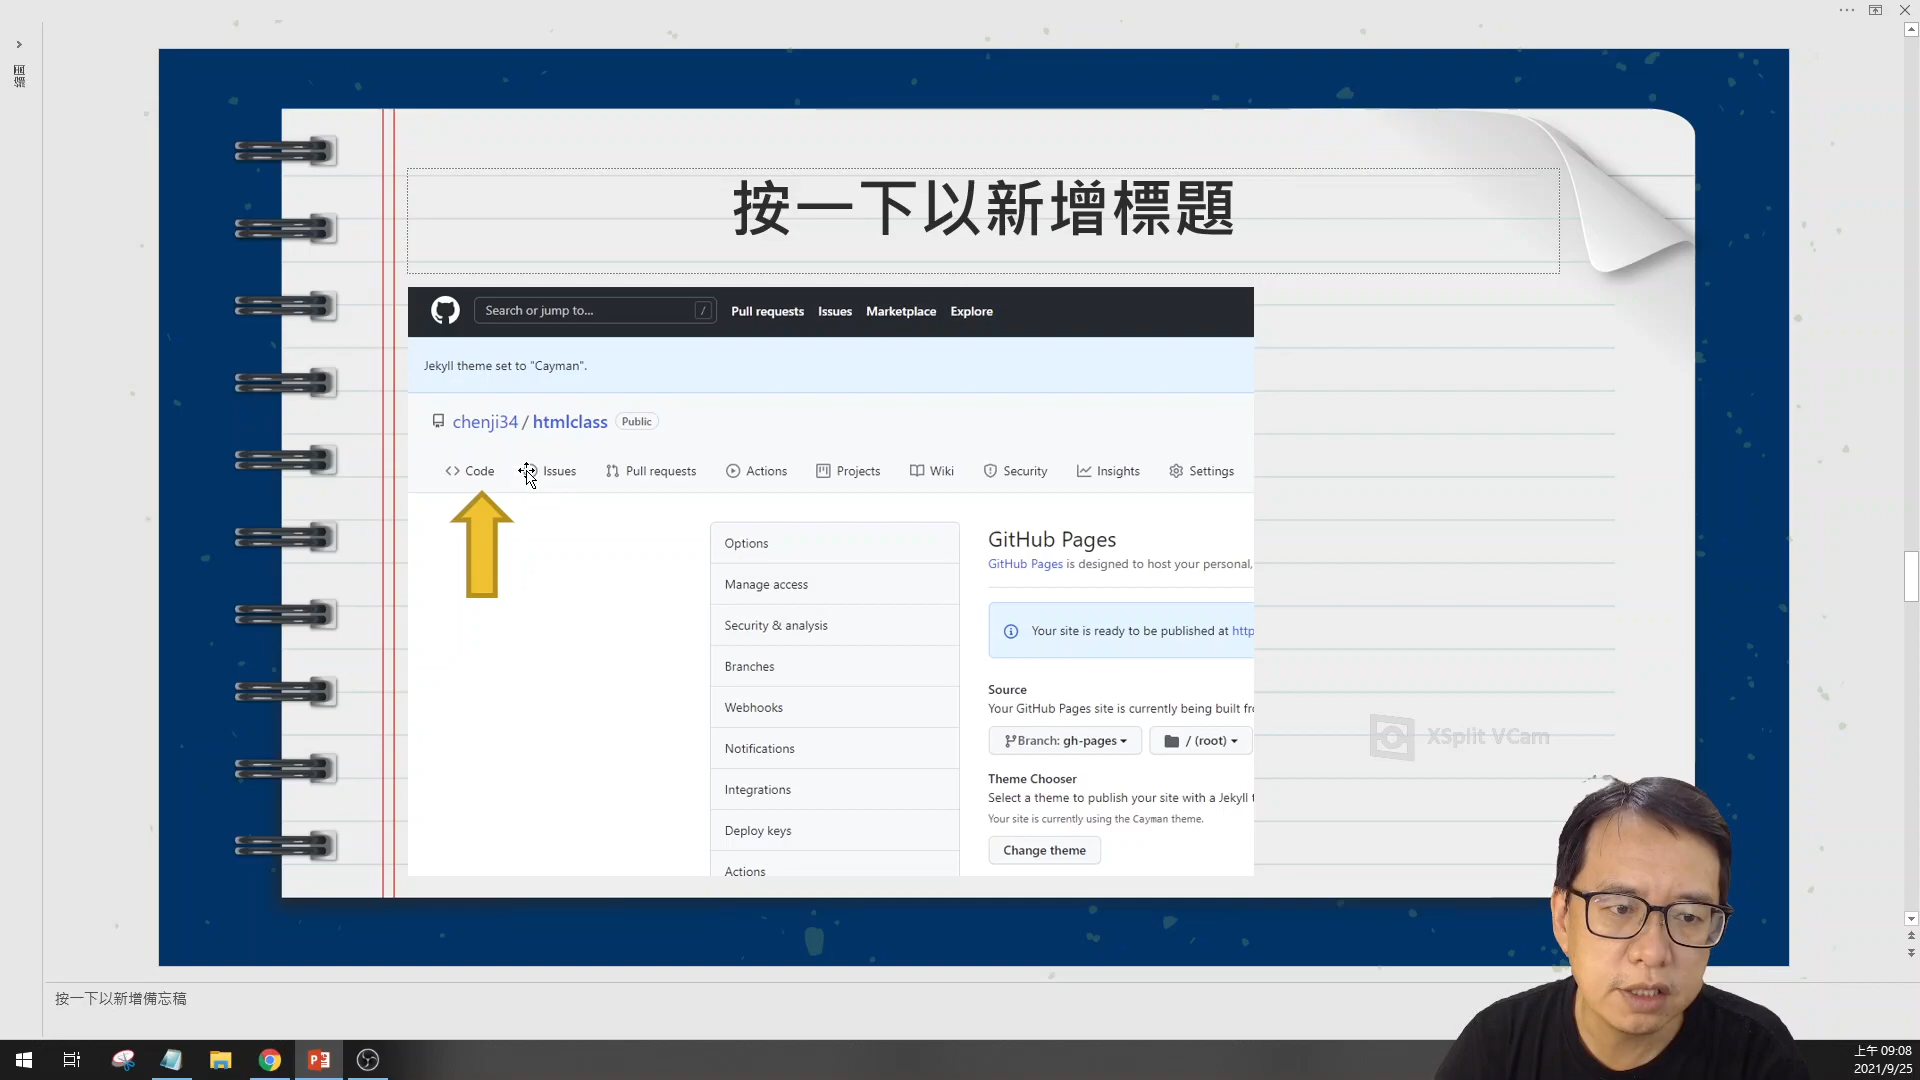 縮圖
按一下以新增標題
Search or jump to...
/
Pull requests
Issues
Marketplace
Explore
Jekyll theme set to "Cayman".
chenji34 / htmlclass
Public
<> Code
Issues
Pull requests
Actions
Projects
Wiki
Security
Insights
Settings
Options
Manage access
Security & analysis
Branches
Webhooks
Notifications
Integrations
Deploy keys
Actions
GitHub Pages
GitHub Pages is designed to host your personal,
Your site is ready to be published at http
Source
Your GitHub Pages site is currently being built
Branch: gh-pages
/ (root)
Theme Chooser
Select a theme to publish your site with a Jekyll
Your site is currently using the Cayman theme.
Change theme
XSplit VCam
按一下以新增備忘稿
上午 09:08
2021/9/25